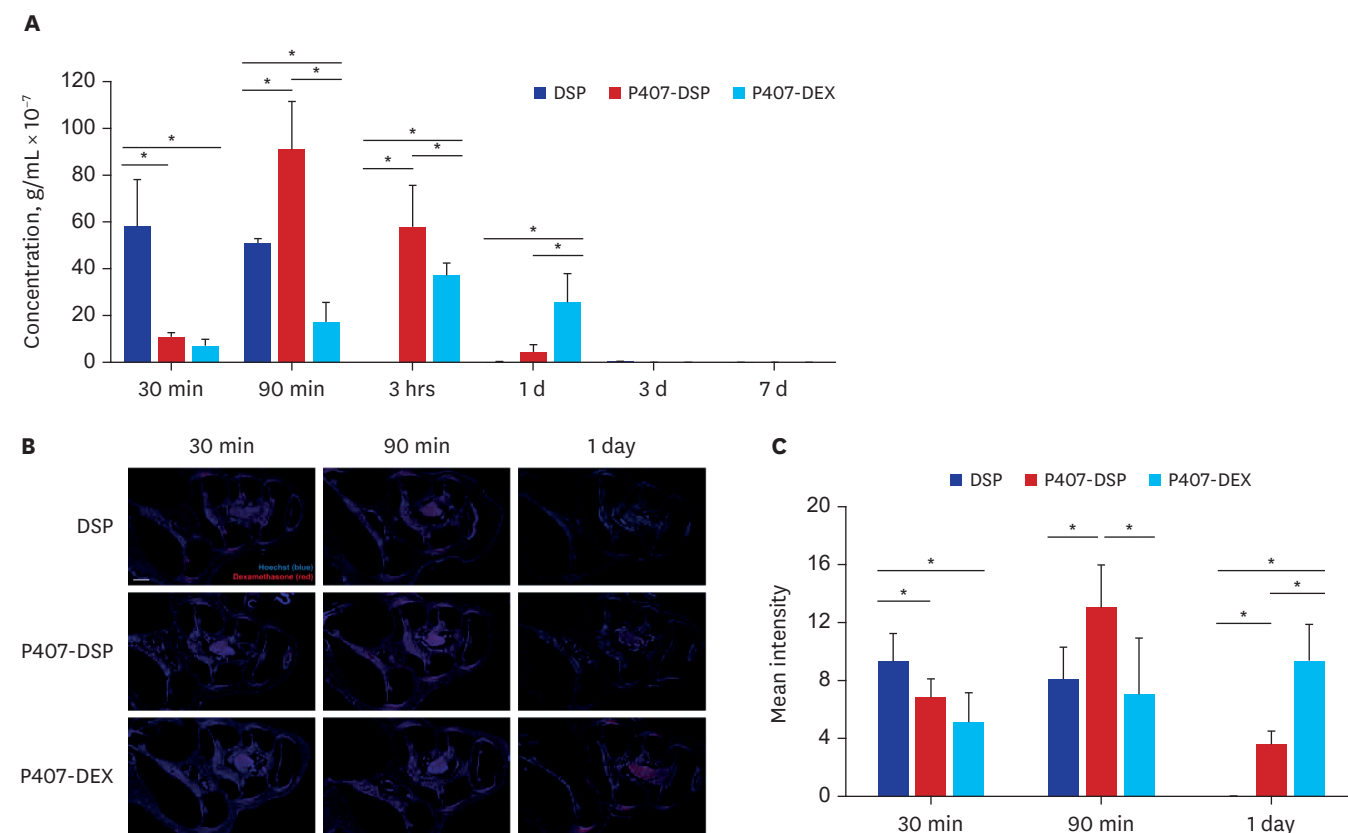 A
* * *
* * * * * * * *
Concentration, g/mL × 10⁻⁷
120
100
80
60
40
20
0
DSP P407-DSP P407-DEX
30 min 90 min 3 hrs 1 d 3 d 7 d
B
30 min 90 min 1 day
DSP
Hoechst (blue)
Dexamethasone (red)
P407-DSP
P407-DEX
C
DSP P407-DSP P407-DEX
Mean intensity
20
16
12
8
4
0
* * * * * * *
30 min 90 min 1 day